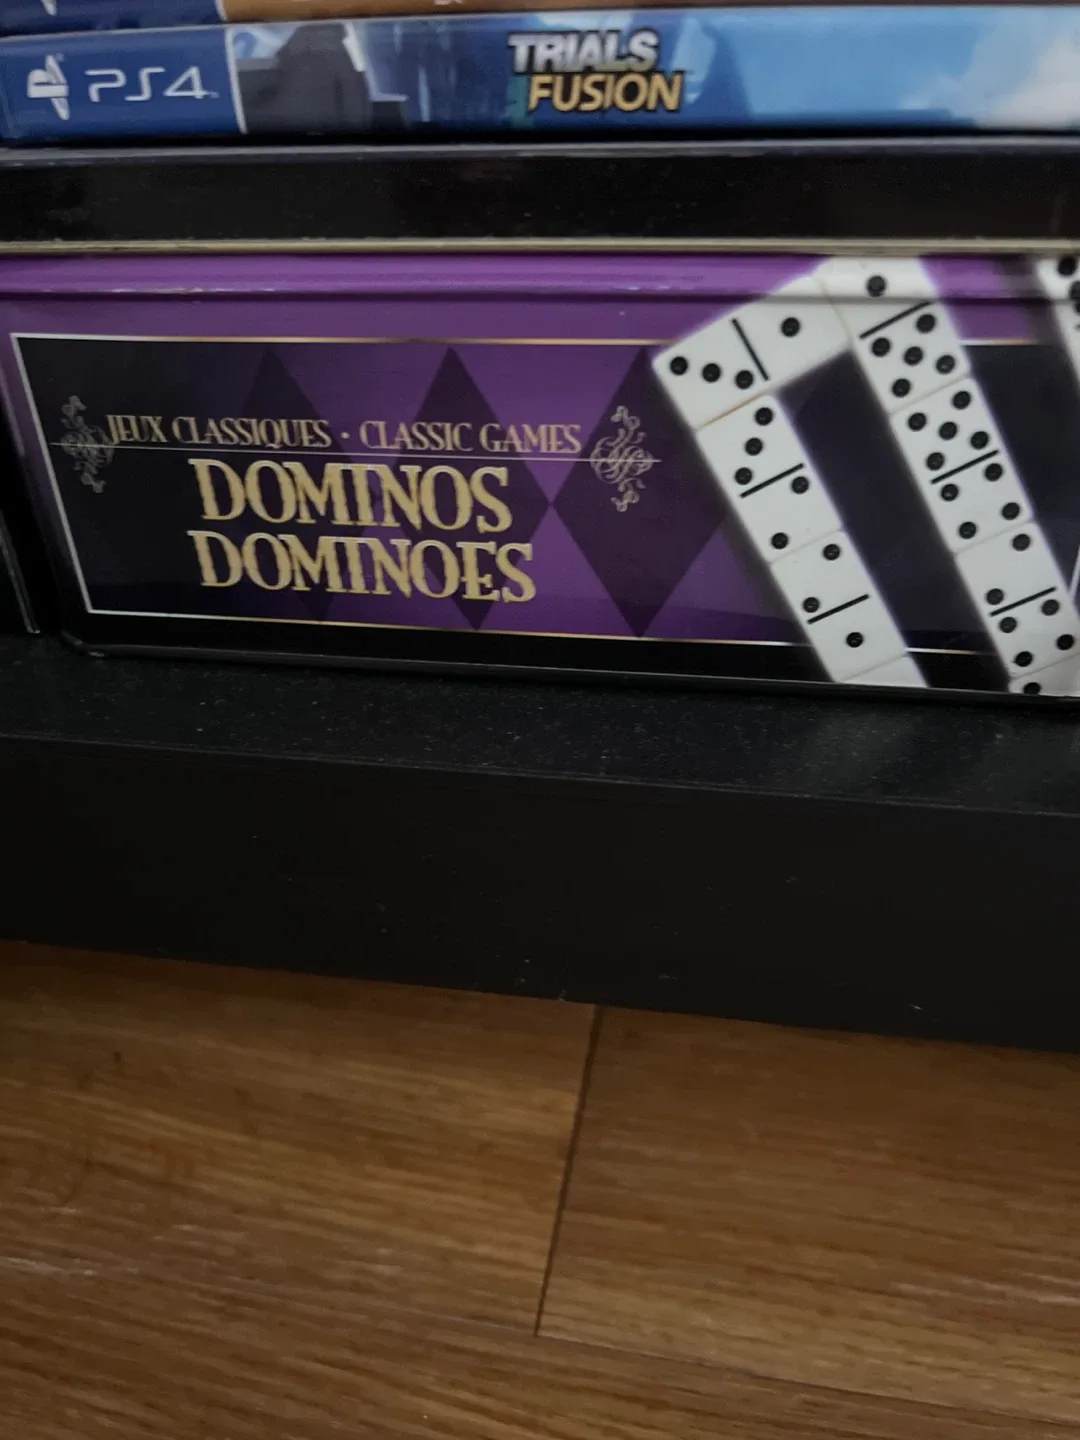 PS4
TRIALS
FUSION
JEUX CLASSIQUES · CLASSIC GAMES
DOMINOS
DOMINOES